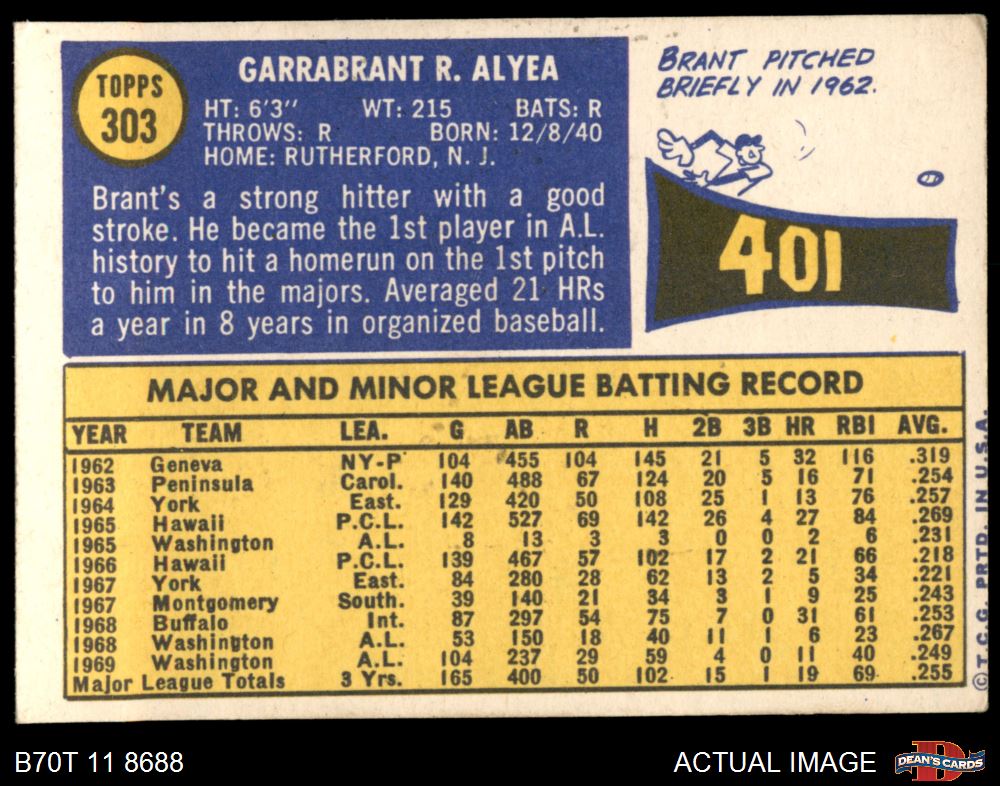 TOPPS
303
GARRABRANT R. ALYEA
HT: 6'3" WT: 215 BATS: R
THROWS: R BORN: 12/8/40
HOME: RUTHERFORD, N. J.
Brant's a strong hitter with a good
stroke. He became the 1st player in A.L.
history to hit a homerun on the 1st pitch
to him in the majors. Averaged 21 HRs
a year in 8 years in organized baseball.
BRANT PITCHED
BRIEFLY IN 1962.
401
MAJOR AND MINOR LEAGUE BATTING RECORD
YEAR TEAM LEA. G AB R H 2B 3B HR RBI AVG.
1962 Geneva NY-P 104 455 104 145 21 5 32 116 .319
1963 Peninsula Carol. 140 488 67 124 20 5 16 71 .254
1964 York East. 129 420 50 108 25 1 13 76 .257
1965 Hawaii P.C.L. 142 527 69 142 26 4 27 84 .269
1965 Washington A.L. 8 13 3 3 0 0 2 6 .231
1966 Hawaii P.C.L. 139 467 57 102 17 2 21 66 .218
1967 York East. 84 280 28 62 13 2 5 34 .221
1967 Montgomery South. 39 140 21 34 3 1 9 25 .243
1968 Buffalo Int. 87 297 54 75 7 0 31 61 .253
1968 Washington A.L. 53 150 18 40 11 1 6 23 .267
1969 Washington A.L. 104 237 29 59 4 0 11 40 .249
Major League Totals 3 Yrs. 165 400 50 102 15 1 19 69 .255
© T.C.G. PRTD. IN U.S.A.
B70T 11 8688
ACTUAL IMAGE
D
DEAN'S CARDS